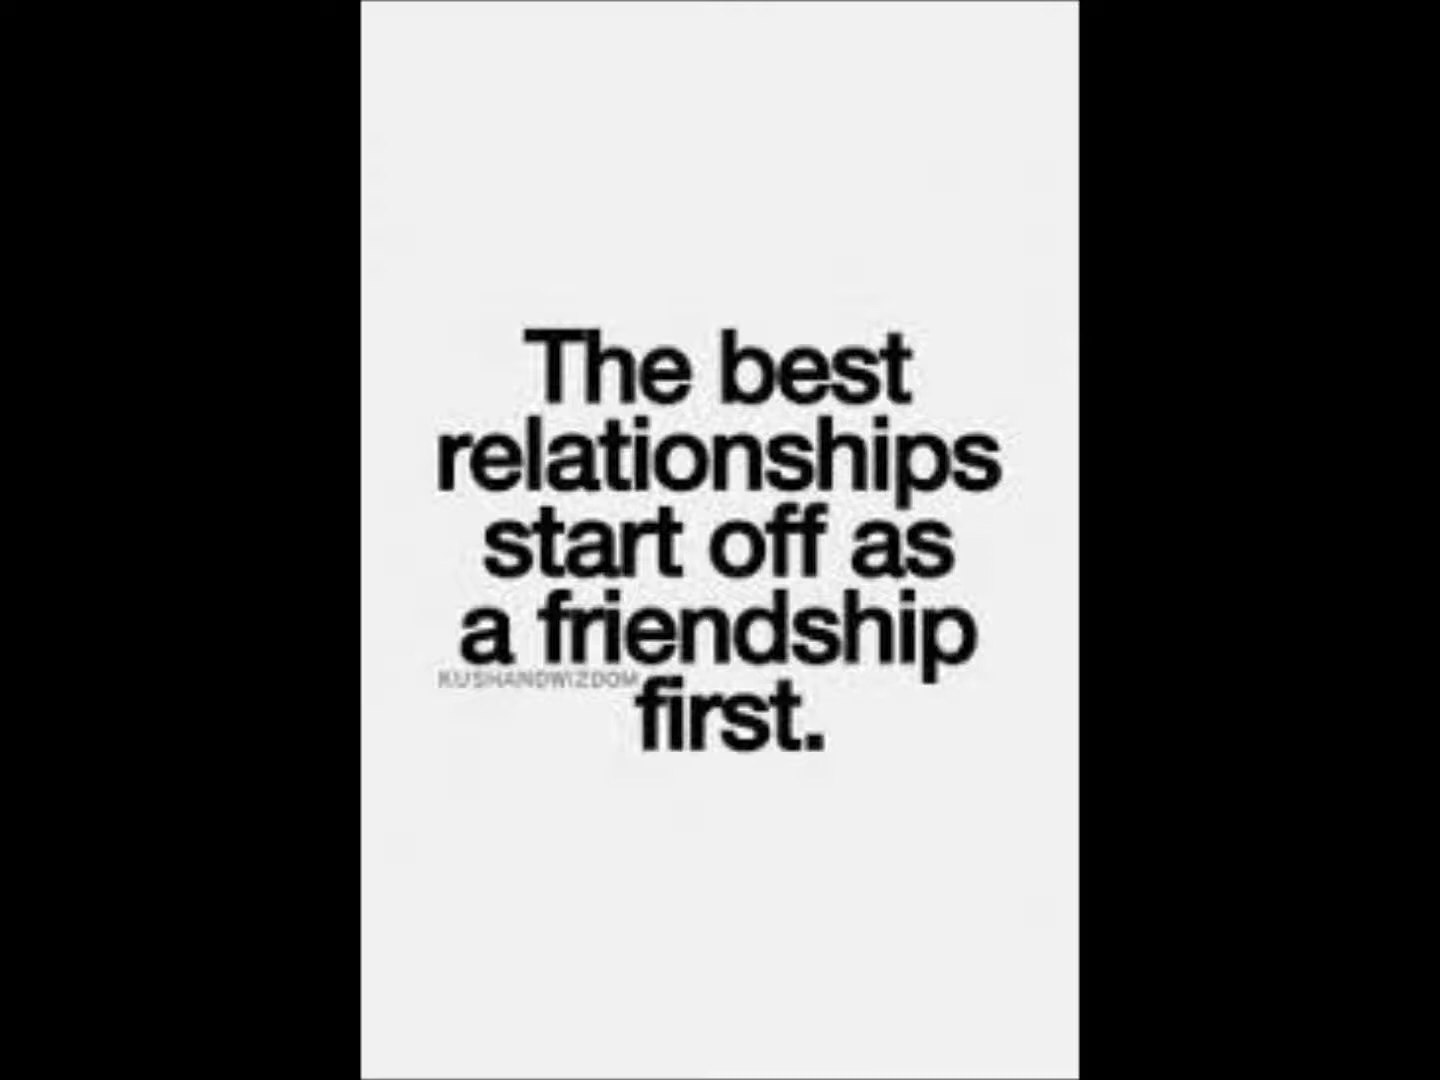 The best
relationships
start off as
a friendship
KUSHANDWIZDOM
first.